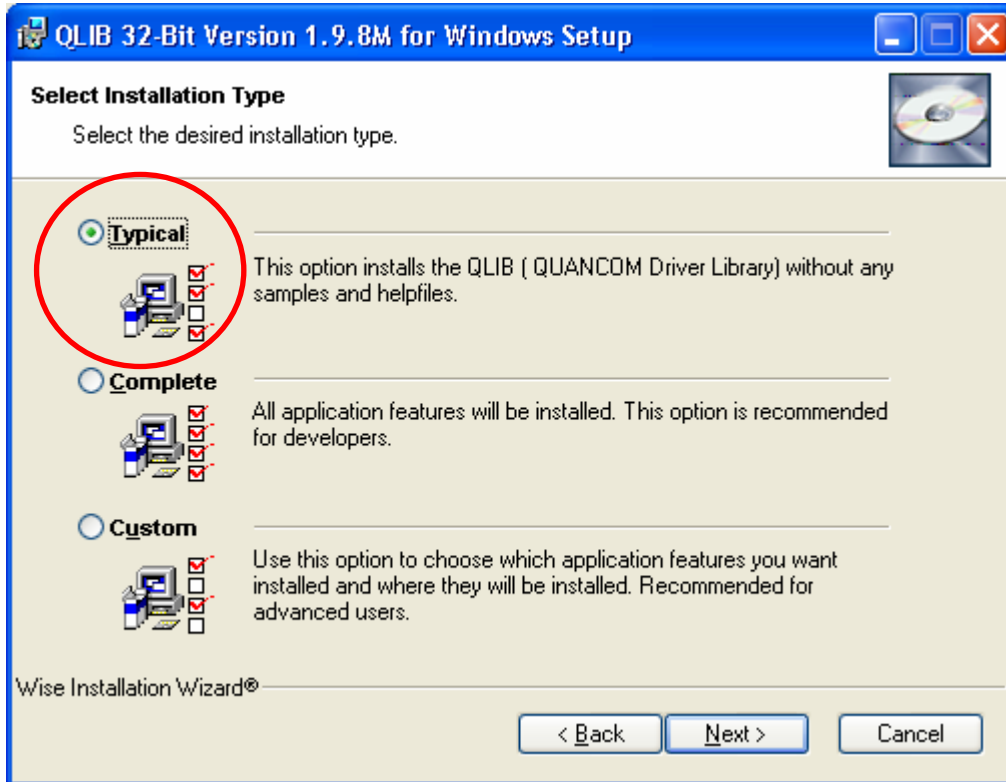 QLIB 32-Bit Version 1.9.8M for Windows Setup
Select Installation Type
Select the desired installation type.
Typical
This option installs the QLIB ( QUANCOM Driver Library) without any
samples and helpfiles.
Complete
All application features will be installed. This option is recommended
for developers.
Custom
Use this option to choose which application features you want
installed and where they will be installed. Recommended for
advanced users.
Wise Installation Wizard®
< Back Next > Cancel